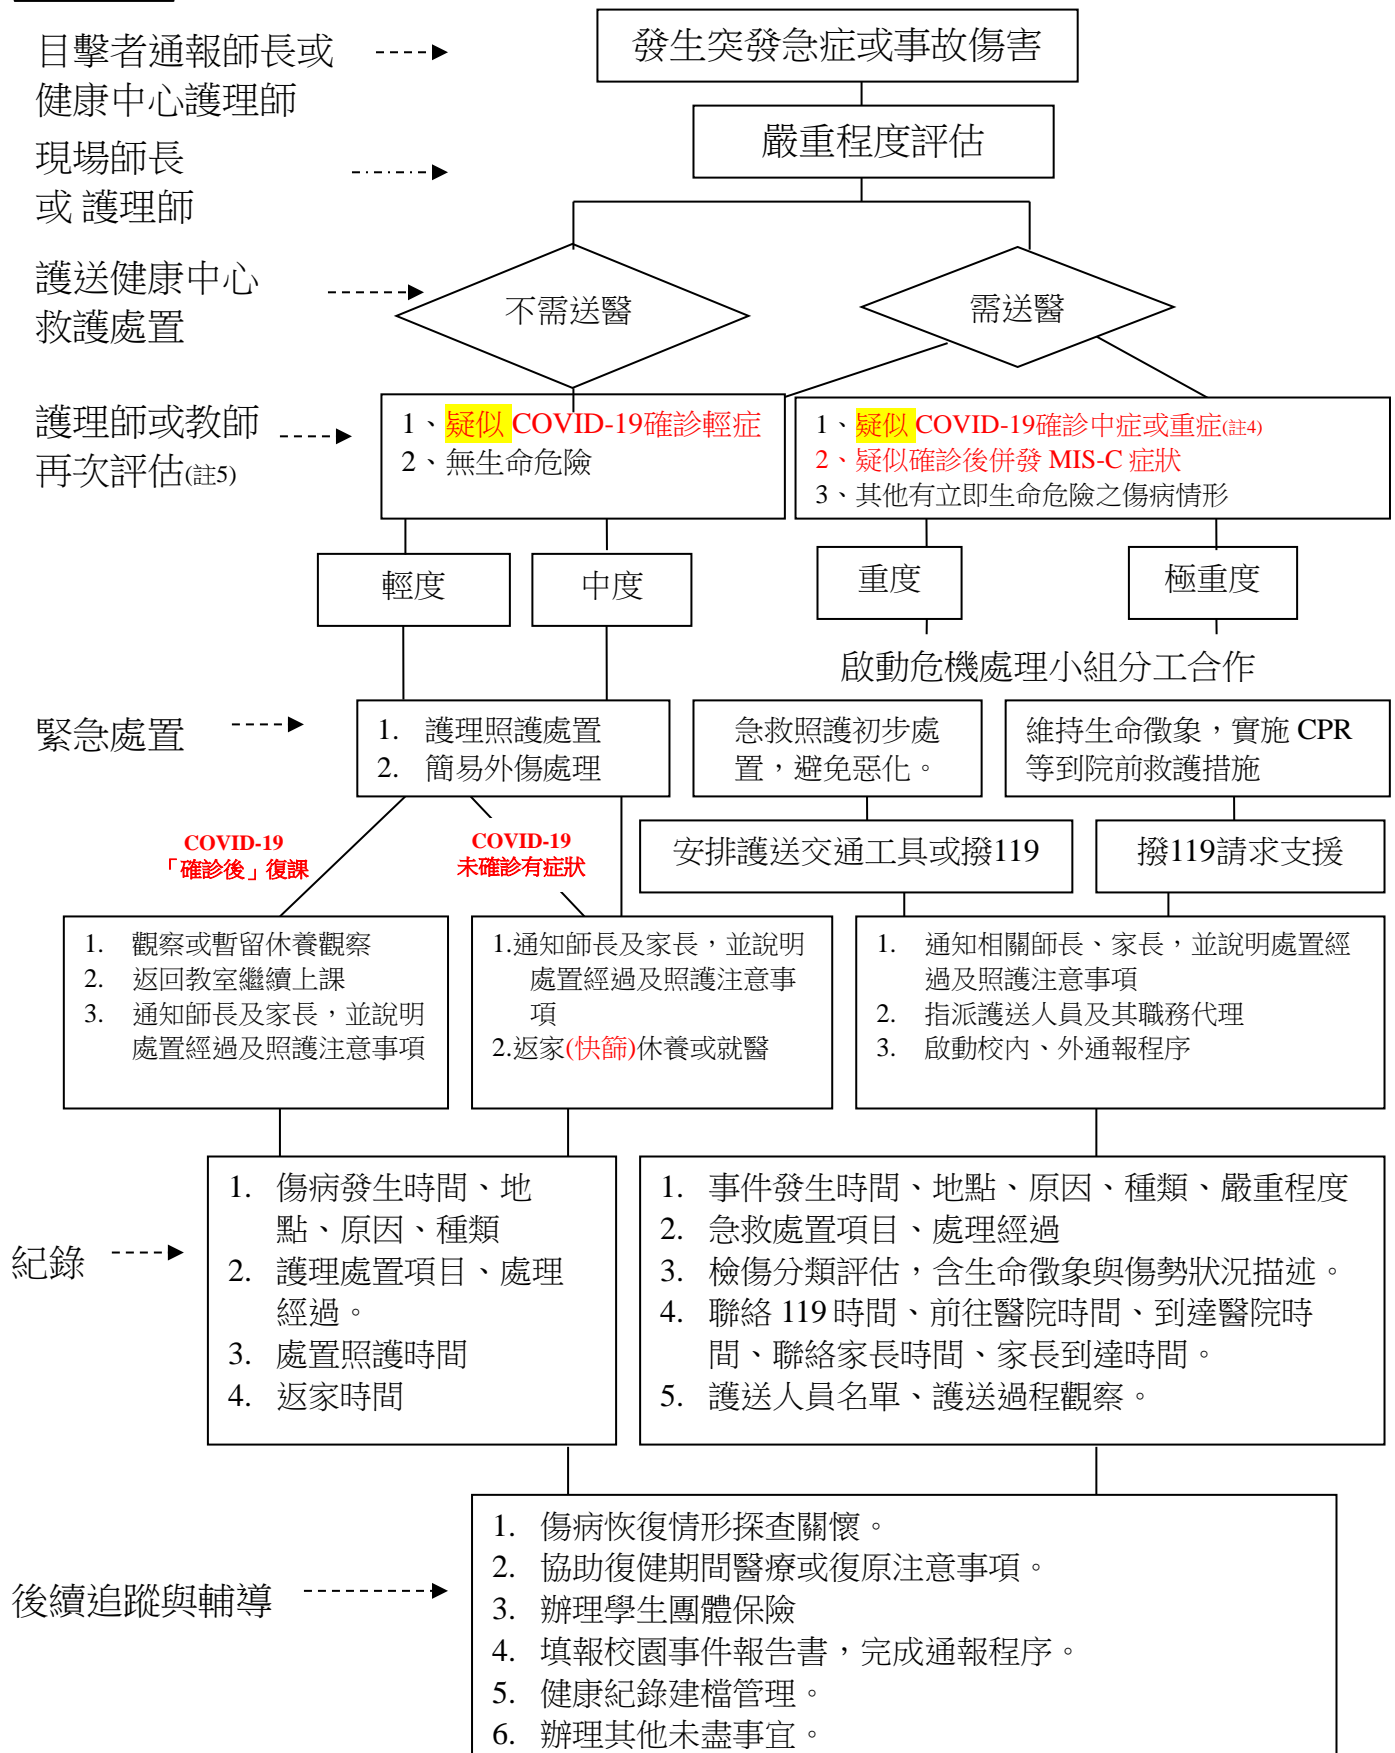 目擊者通報師長或
健康中心護理師
發生突發急症或事故傷害
現場師長
或 護理師
嚴重程度評估
護送健康中心
救護處置
不需送醫
需送醫
護理師或教師
再次評估(註5)
1、疑似 COVID-19確診輕症
2、無生命危險
1、疑似 COVID-19確診中症或重症(註4)
2、疑似確診後併發 MIS-C 症狀
3、其他有立即生命危險之傷病情形
輕度
中度
重度
極重度
啟動危機處理小組分工合作
緊急處置
1. 護理照護處置
2. 簡易外傷處理
急救照護初步處
置，避免惡化。
維持生命徵象，實施 CPR
等到院前救護措施
COVID-19
「確診後」復課
COVID-19
未確診有症狀
安排護送交通工具或撥119
撥119請求支援
1. 觀察或暫留休養觀察
2. 返回教室繼續上課
3. 通知師長及家長，並說明
處置經過及照護注意事項
1.通知師長及家長，並說明
處置經過及照護注意事
項
2.返家(快篩)休養或就醫
1. 通知相關師長、家長，並說明處置經
過及照護注意事項
2. 指派護送人員及其職務代理
3. 啟動校內、外通報程序
紀錄
1. 傷病發生時間、地
點、原因、種類
2. 護理處置項目、處理
經過。
3. 處置照護時間
4. 返家時間
1. 事件發生時間、地點、原因、種類、嚴重程度
2. 急救處置項目、處理經過
3. 檢傷分類評估，含生命徵象與傷勢狀況描述。
4. 聯絡 119 時間、前往醫院時間、到達醫院時
間、聯絡家長時間、家長到達時間。
5. 護送人員名單、護送過程觀察。
後續追蹤與輔導
1. 傷病恢復情形探查關懷。
2. 協助復健期間醫療或復原注意事項。
3. 辦理學生團體保險
4. 填報校園事件報告書，完成通報程序。
5. 健康紀錄建檔管理。
6. 辦理其他未盡事宜。